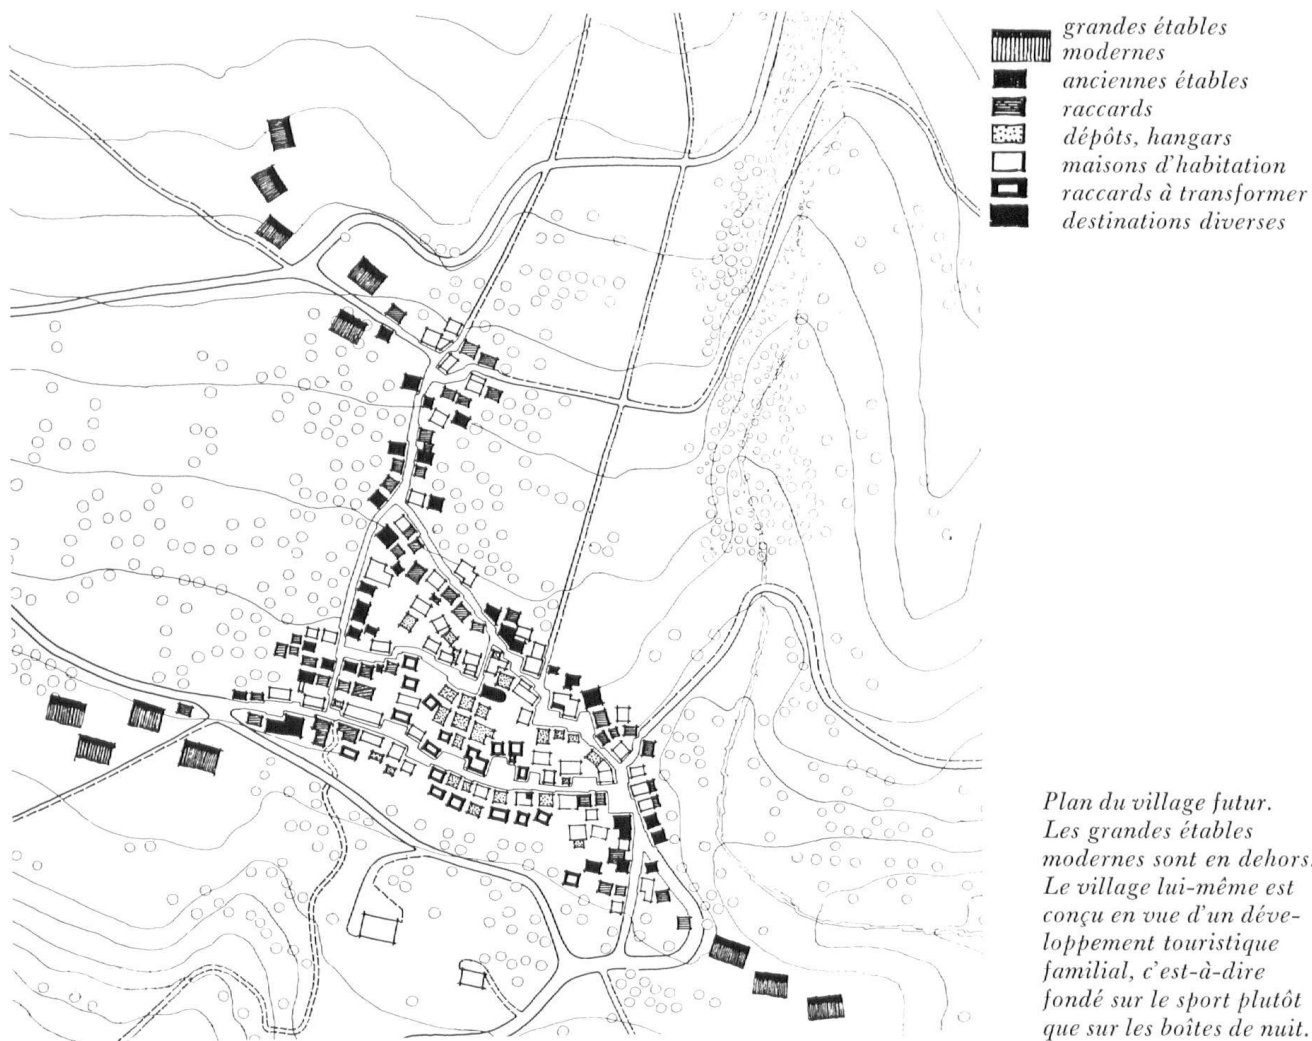 grandes étables
modernes
anciennes étables
raccards
dépôts, hangars
maisons d'habitation
raccards à transformer
destinations diverses
Plan du village futur.
Les grandes étables
modernes sont en dehors.
Le village lui-même est
conçu en vue d'un déve-
loppement touristique
familial, c'est-à-dire
fondé sur le sport plutôt
que sur les boîtes de nuit.